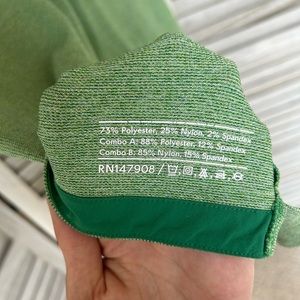 73% Polyester, 25% Nylon, 2% Spandex
Combo A: 88% Polyester, 12% Spandex
Combo B: 85% Nylon, 15% Spandex
RN147908 /